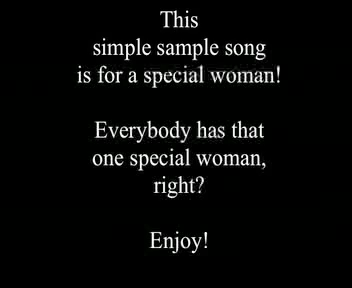 This
simple sample song
is for a special woman!
Everybody has that
one special woman,
right?
Enjoy!